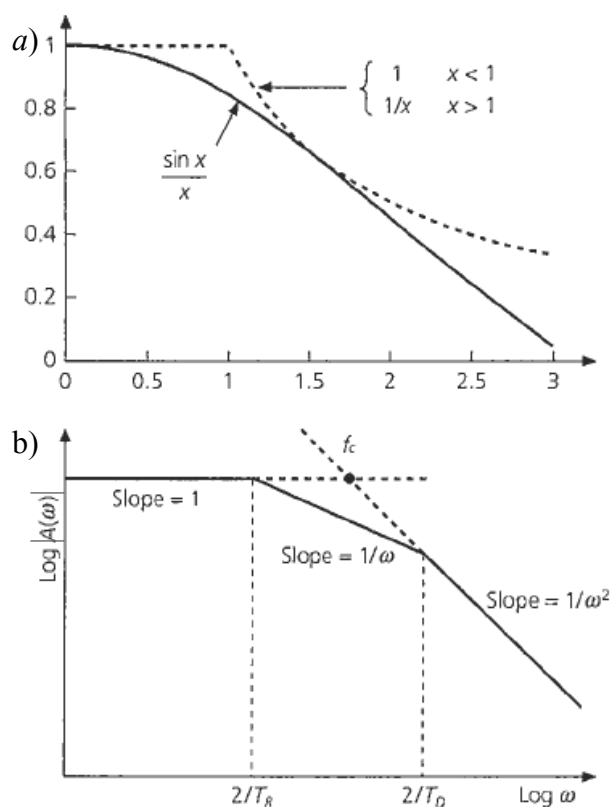 a)
1
0.8
0.6
0.4
0.2
0
1 x < 1
1/x x > 1
sin x
x
0 0.5 1 1.5 2 2.5 3
b)
fc
Log |A(ω)|
Slope = 1
Slope = 1/ω
Slope = 1/ω²
2/TR 2/TD Log ω